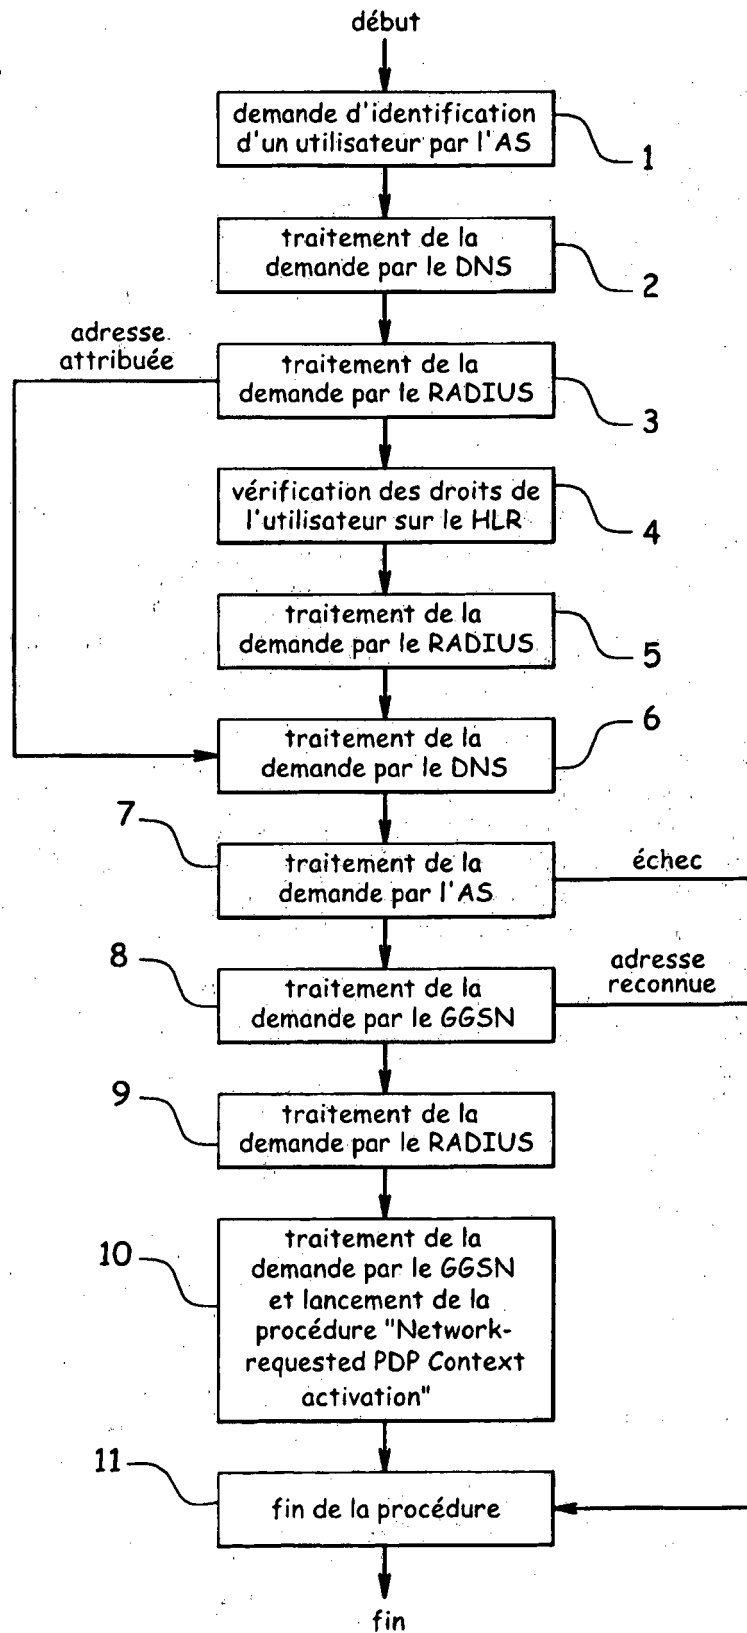 début
demande d'identification
d'un utilisateur par l'AS
1
traitement de la
demande par le DNS
2
adresse
attribuée
traitement de la
demande par le RADIUS
3
vérification des droits de
l'utilisateur sur le HLR
4
traitement de la
demande par le RADIUS
5
traitement de la
demande par le DNS
6
7
traitement de la
demande par l'AS
échec
8
traitement de la
demande par le GGSN
adresse
reconnue
9
traitement de la
demande par le RADIUS
10
traitement de la
demande par le GGSN
et lancement de la
procédure "Network-
requested PDP Context
activation"
11
fin de la procédure
fin